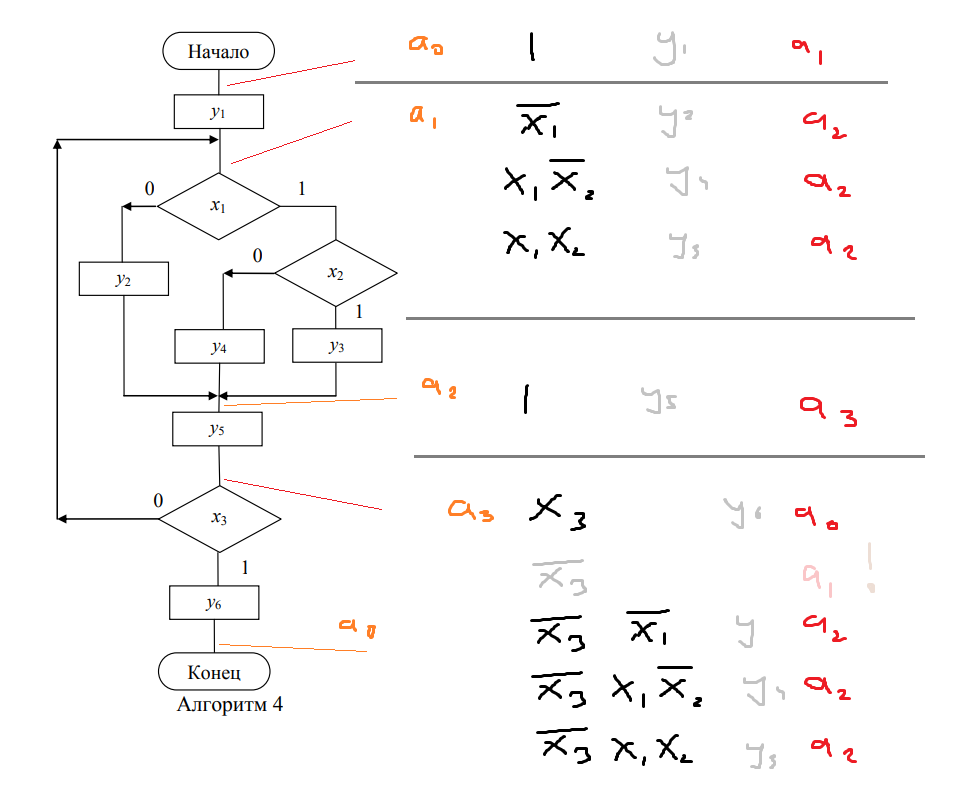 Начало
a₀ 1 y₁ a₁
y₁
a₁ x̅₁ y₂ a₂
0 1
x₁ x₁ x̅₂ y₄ a₂
x₁ x₂ y₃ a₂
0
x₂
y₂
1
y₄ y₃
a₂ 1 y₅ a₃
y₅
0
x₃ a₃ x₃ y₆ a₀
1
x̅₃ a₁ !
y₆
a₀ x̅₃ x̅₁ y a₂
Конец
x̅₃ x₁ x̅₂ y₄ a₂
Алгоритм 4
x̅₃ x₁ x₂ y₃ a₂